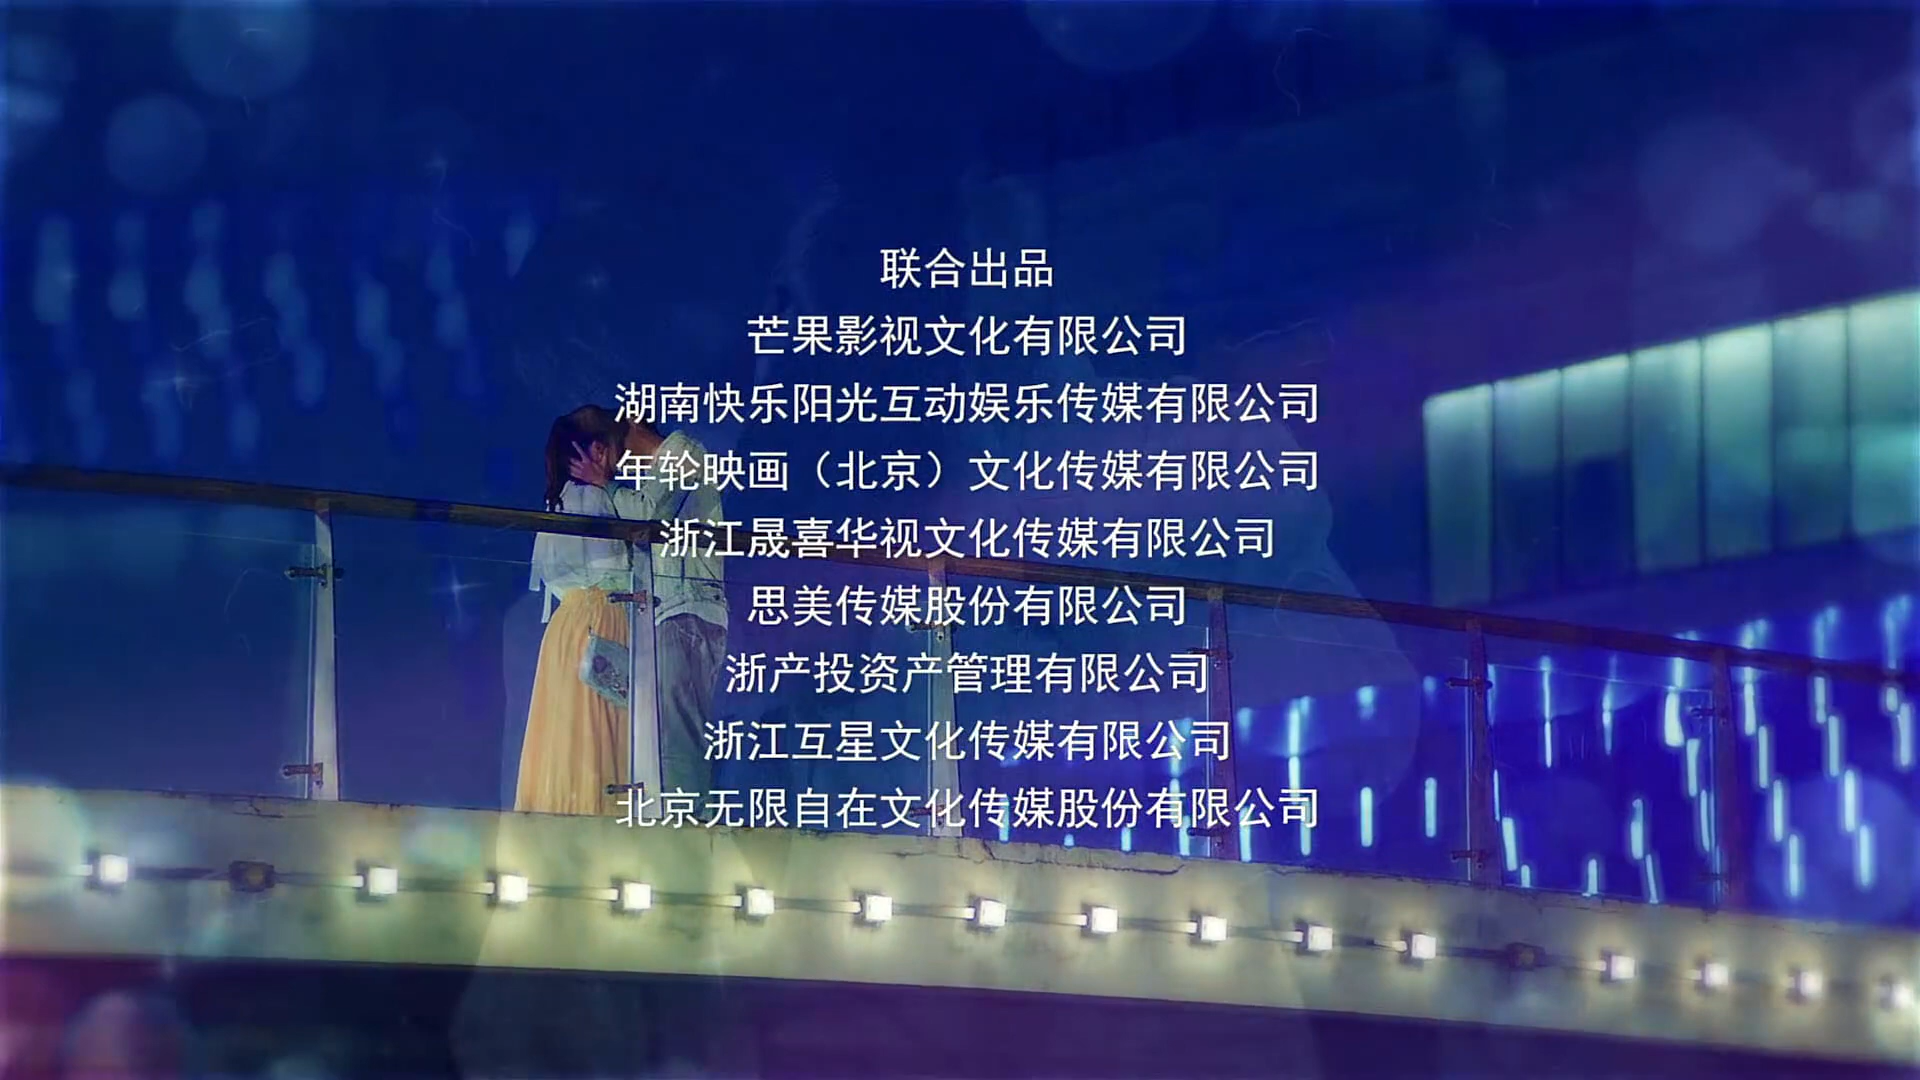 联合出品
芒果影视文化有限公司
湖南快乐阳光互动娱乐传媒有限公司
年轮映画（北京）文化传媒有限公司
浙江晟喜华视文化传媒有限公司
思美传媒股份有限公司
浙产投资产管理有限公司
浙江互星文化传媒有限公司
北京无限自在文化传媒股份有限公司